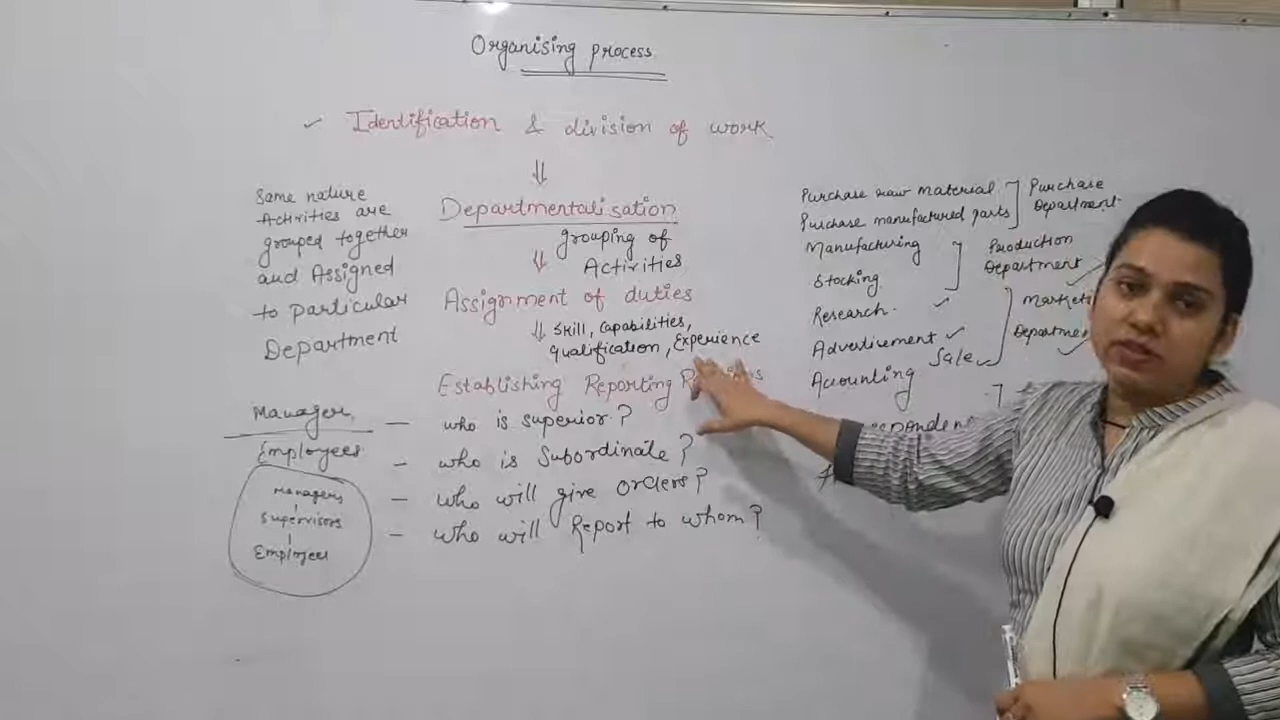 Organising process
✓ Identification & division of work
⇓
Departmentalisation
grouping of
Activities
⇓
Assignment of duties
⇓ Skill, Capabilities,
Qualification, Experience
Establishing Reporting
— who is superior?
— who is Subordinate?
— who will give orders?
— who will Report to whom?
Same nature
Activities are
grouped together
and Assigned
to particular
Department
Manager
Employees
Managers
Supervisors
Employees
Purchase raw material
Purchase manufactured parts
Purchase
Department
Manufacturing
Stocking
Production
Department
Research
Advertisement
Sale
Accounting